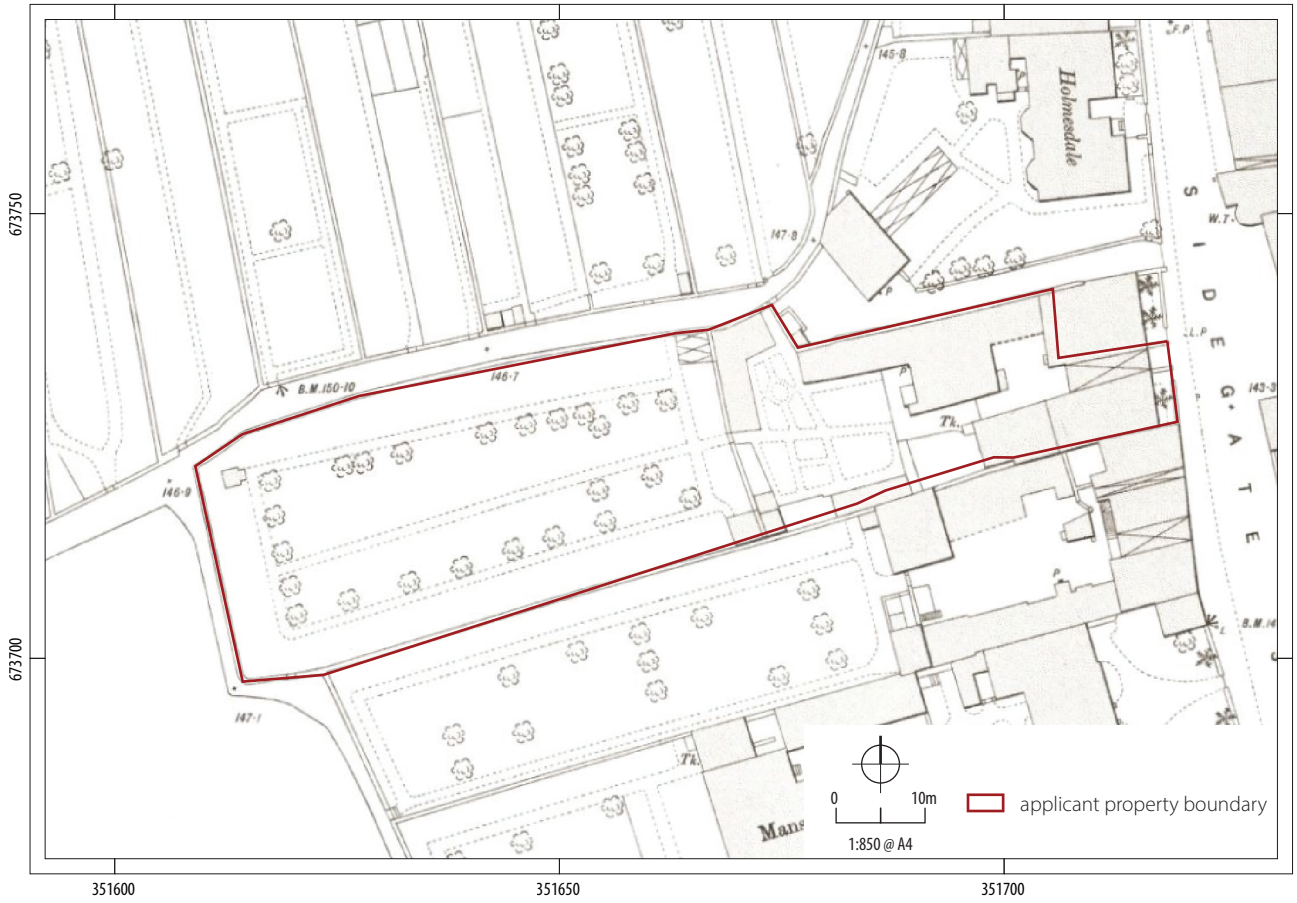 F.P
145·8
Holmesdale
673750
W.T.
147·8
SIDEGATE
P
L.P
B.M.150·10
146·7
P
143·3
Tk.
146·9
P
B.M.14
L
673700
147·1
Tk.
Mans
0 10m
applicant property boundary
1:850 @ A4
351600 351650 351700